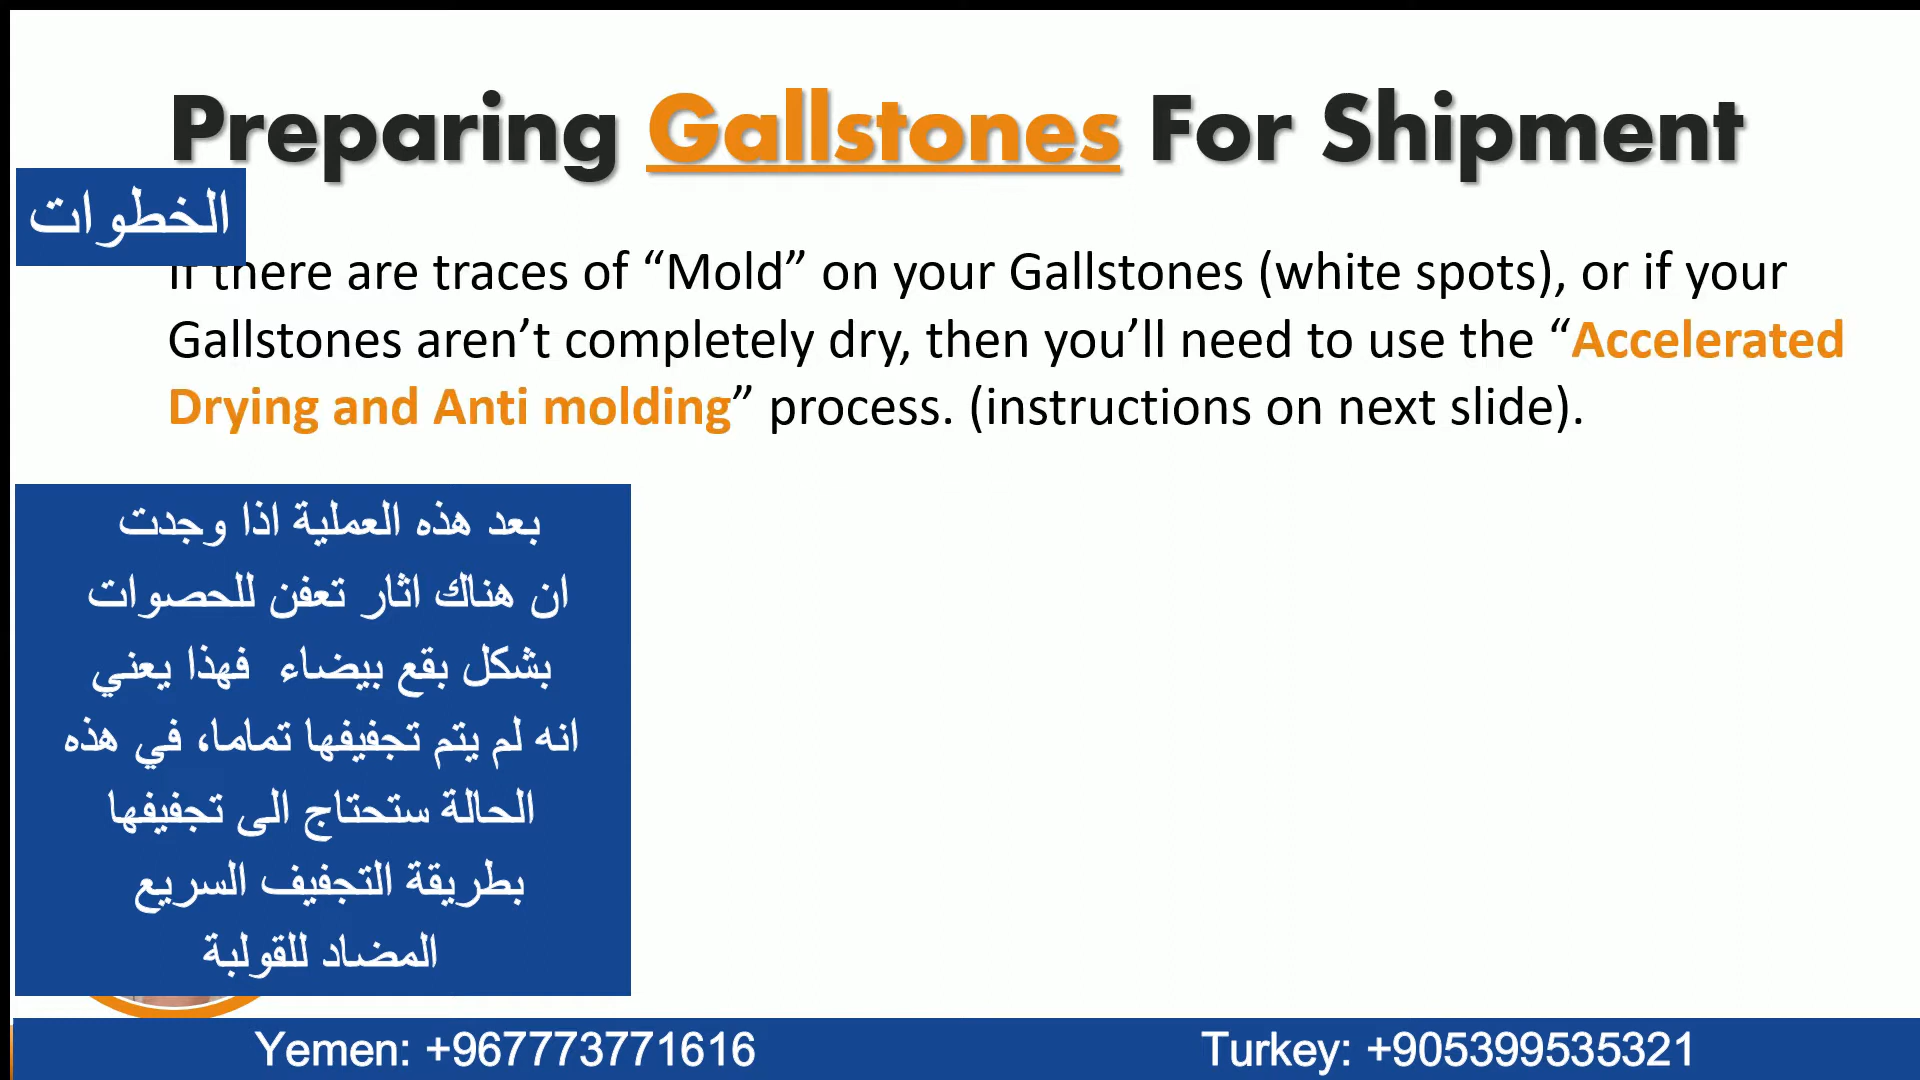 Preparing Gallstones For Shipment
الخطوات
If there are traces of “Mold” on your Gallstones (white spots), or if your
Gallstones aren’t completely dry, then you’ll need to use the “Accelerated
Drying and Anti molding” process. (instructions on next slide).
بعد هذه العملية اذا وجدت
ان هناك اثار تعفن للحصوات
بشكل بقع بيضاء فهذا يعني
انه لم يتم تجفيفها تماما، في هذه
الحالة ستحتاج الى تجفيفها
بطريقة التجفيف السريع
المضاد للقولبة
Yemen: +967773771616
Turkey: +905399535321